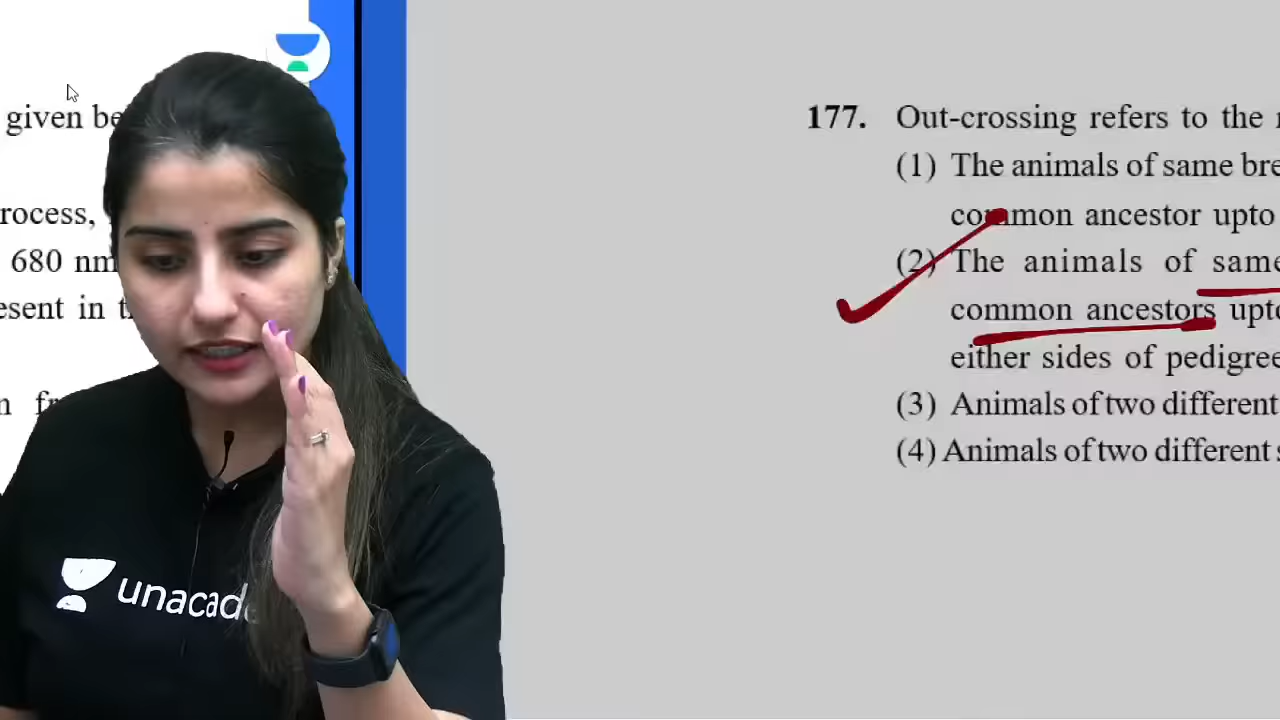 given be
rocess,
680 nm
esent in t
n fr
unacad
177. Out-crossing refers to the
(1) The animals of same bre
common ancestor upto
(2) The animals of same
common ancestors upto
either sides of pedigree
(3) Animals of two different
(4) Animals of two different s